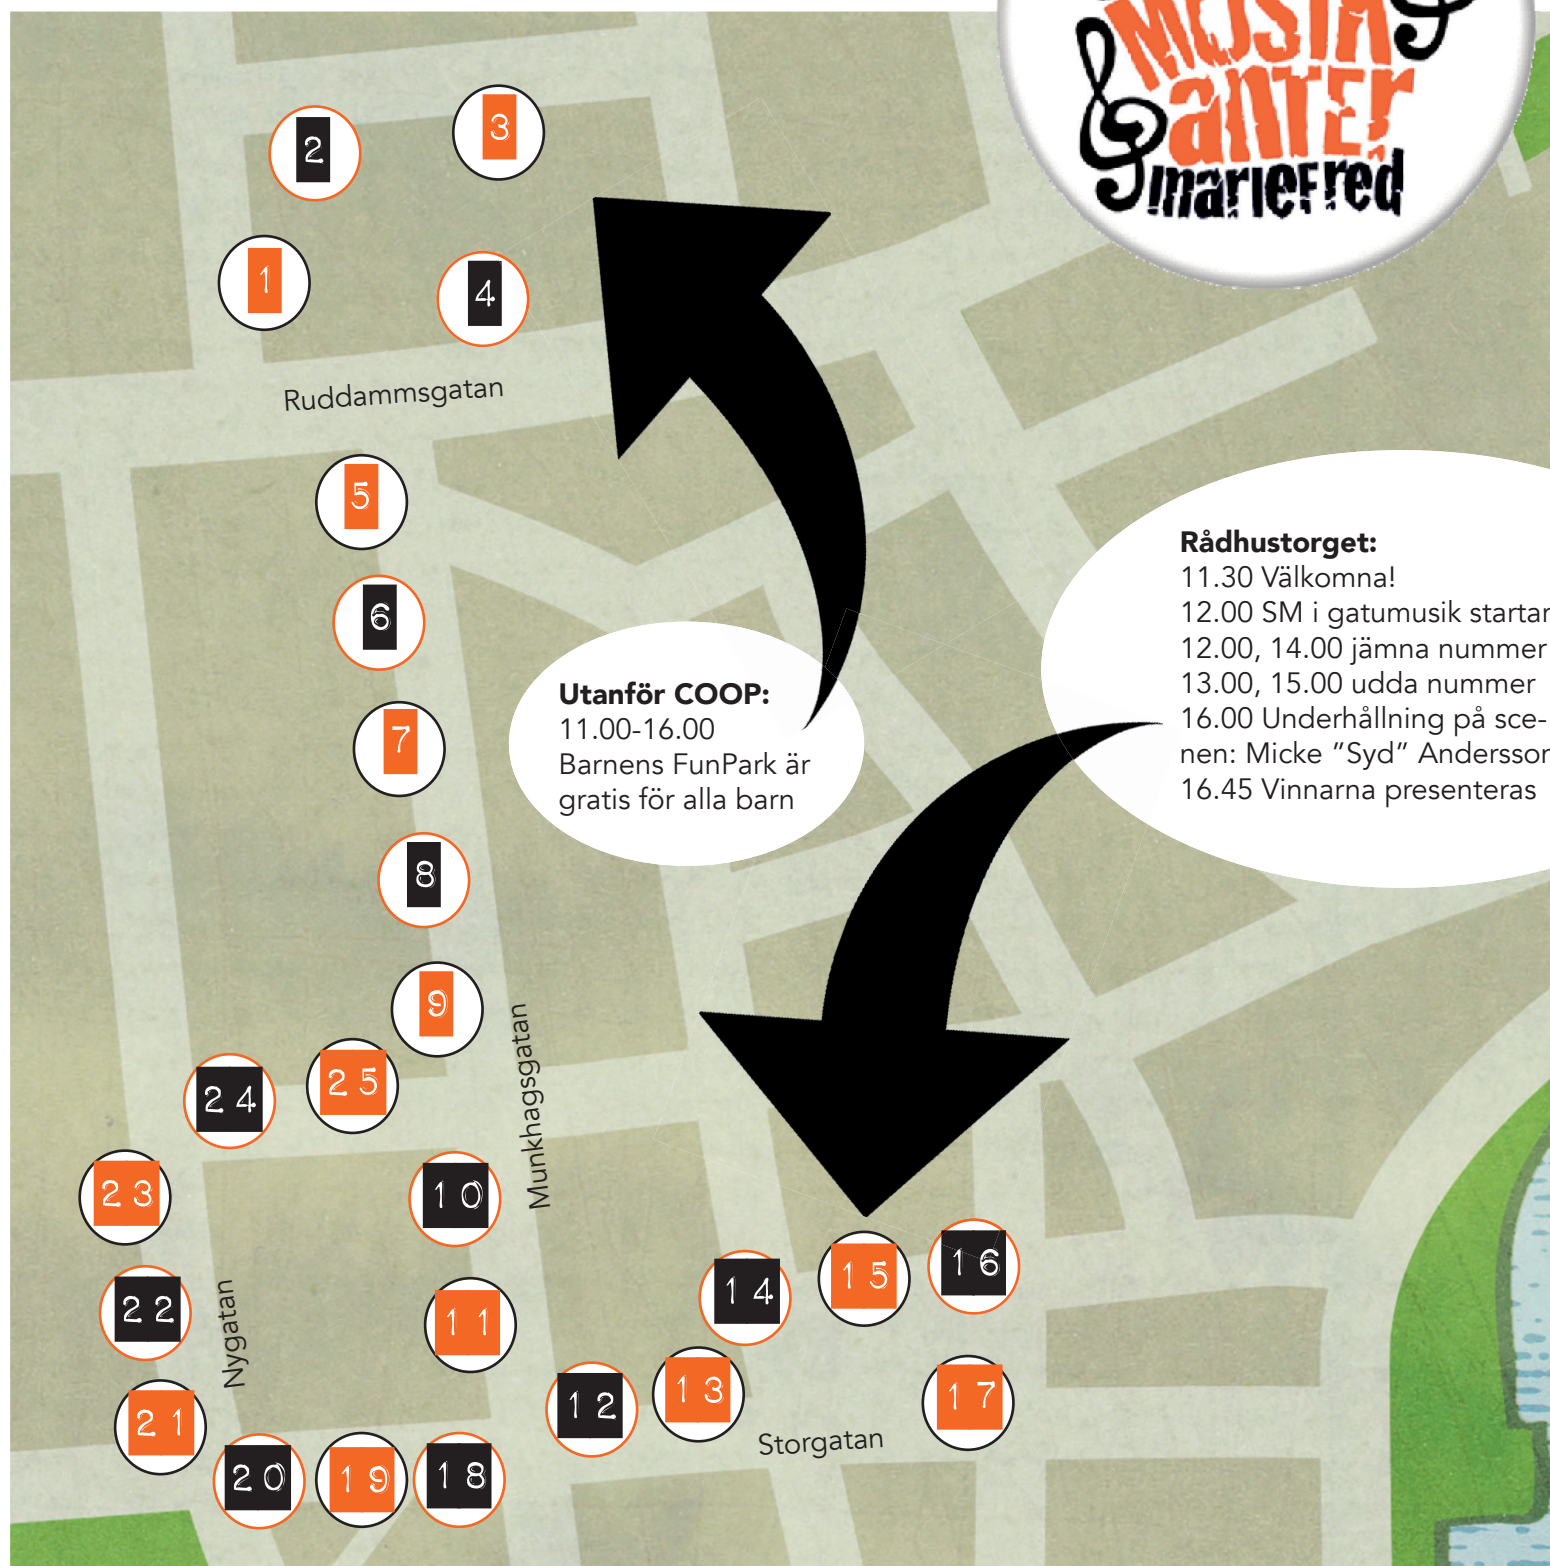 MUSIK
anTEr
marIEFrED
2
3
1
4
Ruddammsgatan
5
6
7
8
9
Utanför COOP:
11.00-16.00
Barnens FunPark är
gratis för alla barn
Rådhustorget:
11.30 Välkomna!
12.00 SM i gatumusik startar
12.00, 14.00 jämna nummer
13.00, 15.00 udda nummer
16.00 Underhållning på sce-
nen: Micke ”Syd” Andersson
16.45 Vinnarna presenteras
Munkhagsgatan
25
24
23
10
22
11
Nygatan
21
20
19
18
12
13
14
15
16
17
Storgatan